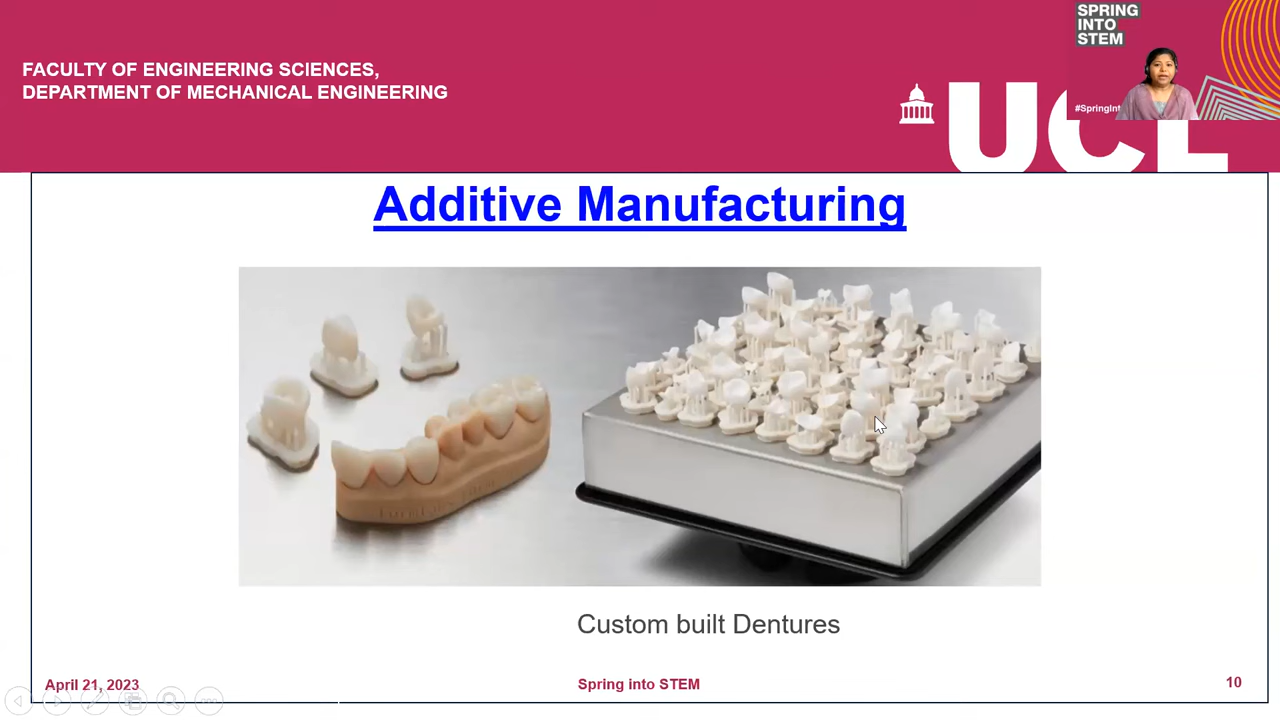 SPRING
INTO
STEM
FACULTY OF ENGINEERING SCIENCES,
DEPARTMENT OF MECHANICAL ENGINEERING
#SpringInt
UCL
Additive Manufacturing
Custom built Dentures
April 21, 2023
Spring into STEM
10